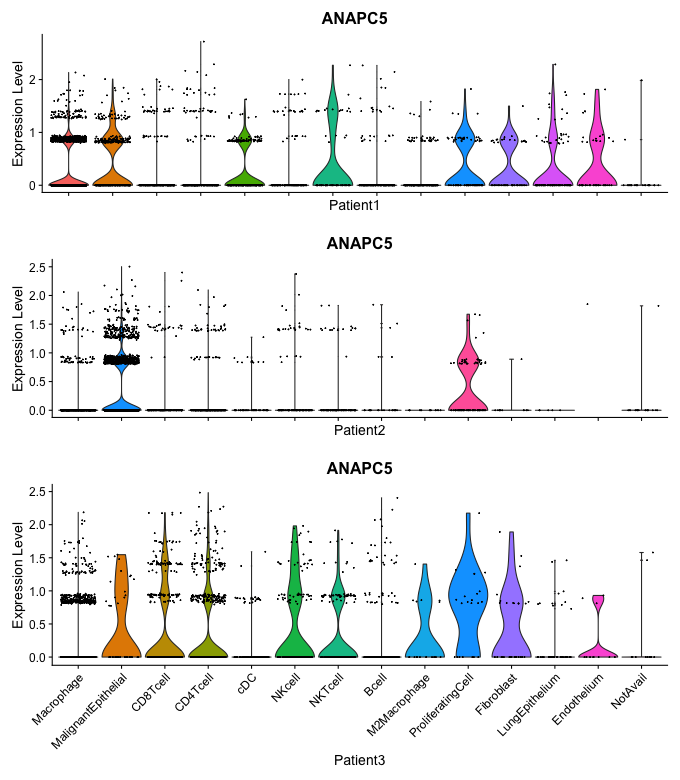 ANAPC5
Expression Level
2
1
0
Patient1
ANAPC5
Expression Level
2.5
2.0
1.5
1.0
0.5
0.0
Patient2
ANAPC5
Expression Level
2.5
2.0
1.5
1.0
0.5
0.0
Macrophage
MalignantEpithelial
CD8Tcell
CD4Tcell
cDC
NKcell
NKTcell
Bcell
M2Macrophage
ProliferatingCell
Fibroblast
LungEpithelium
Endothelium
NotAvail
Patient3